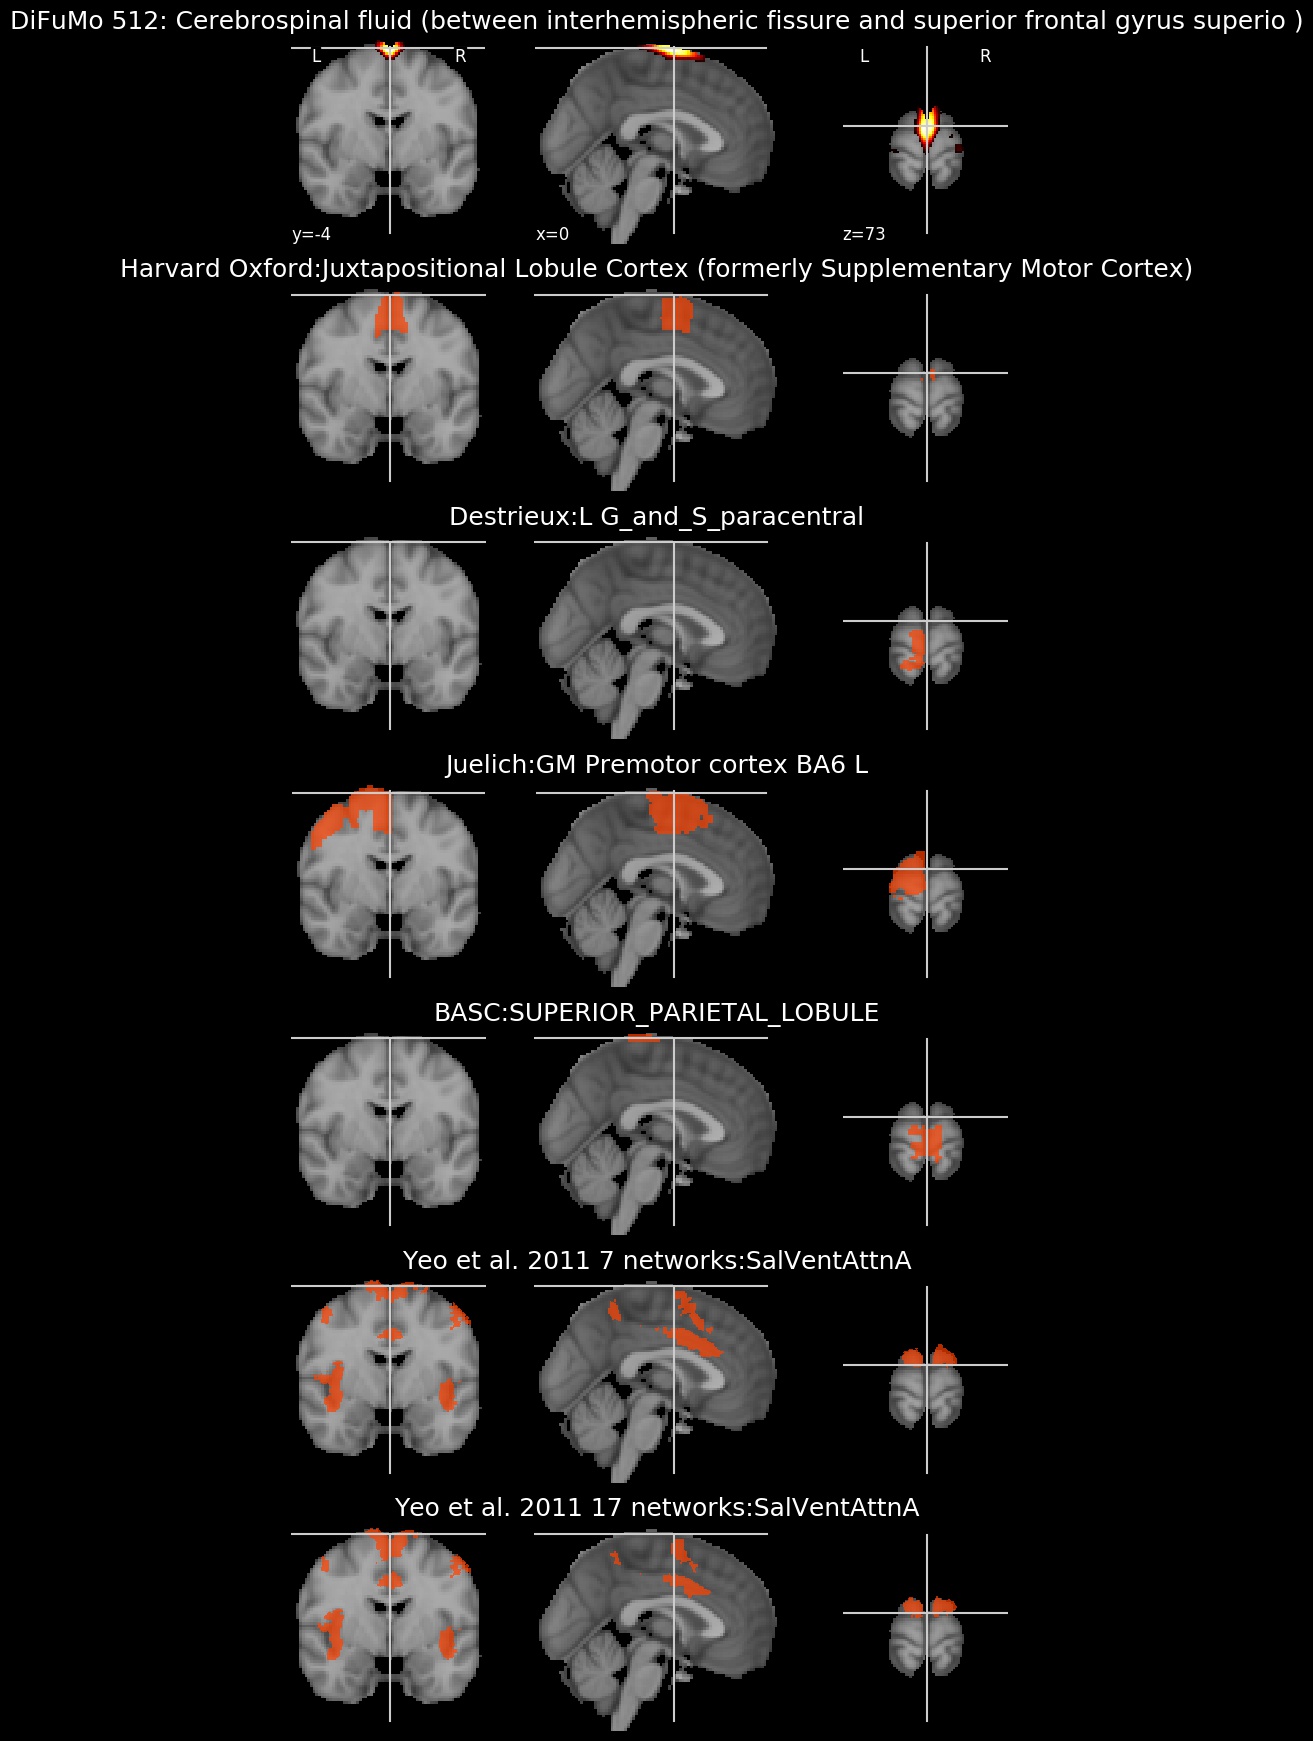 DiFuMo 512: Cerebrospinal fluid (between interhemispheric fissure and superior frontal gyrus superio )
L R L R
y=-4 x=0 z=73
Harvard Oxford:Juxtapositional Lobule Cortex (formerly Supplementary Motor Cortex)
Destrieux:L G_and_S_paracentral
Juelich:GM Premotor cortex BA6 L
BASC:SUPERIOR_PARIETAL_LOBULE
Yeo et al. 2011 7 networks:SalVentAttnA
Yeo et al. 2011 17 networks:SalVentAttnA